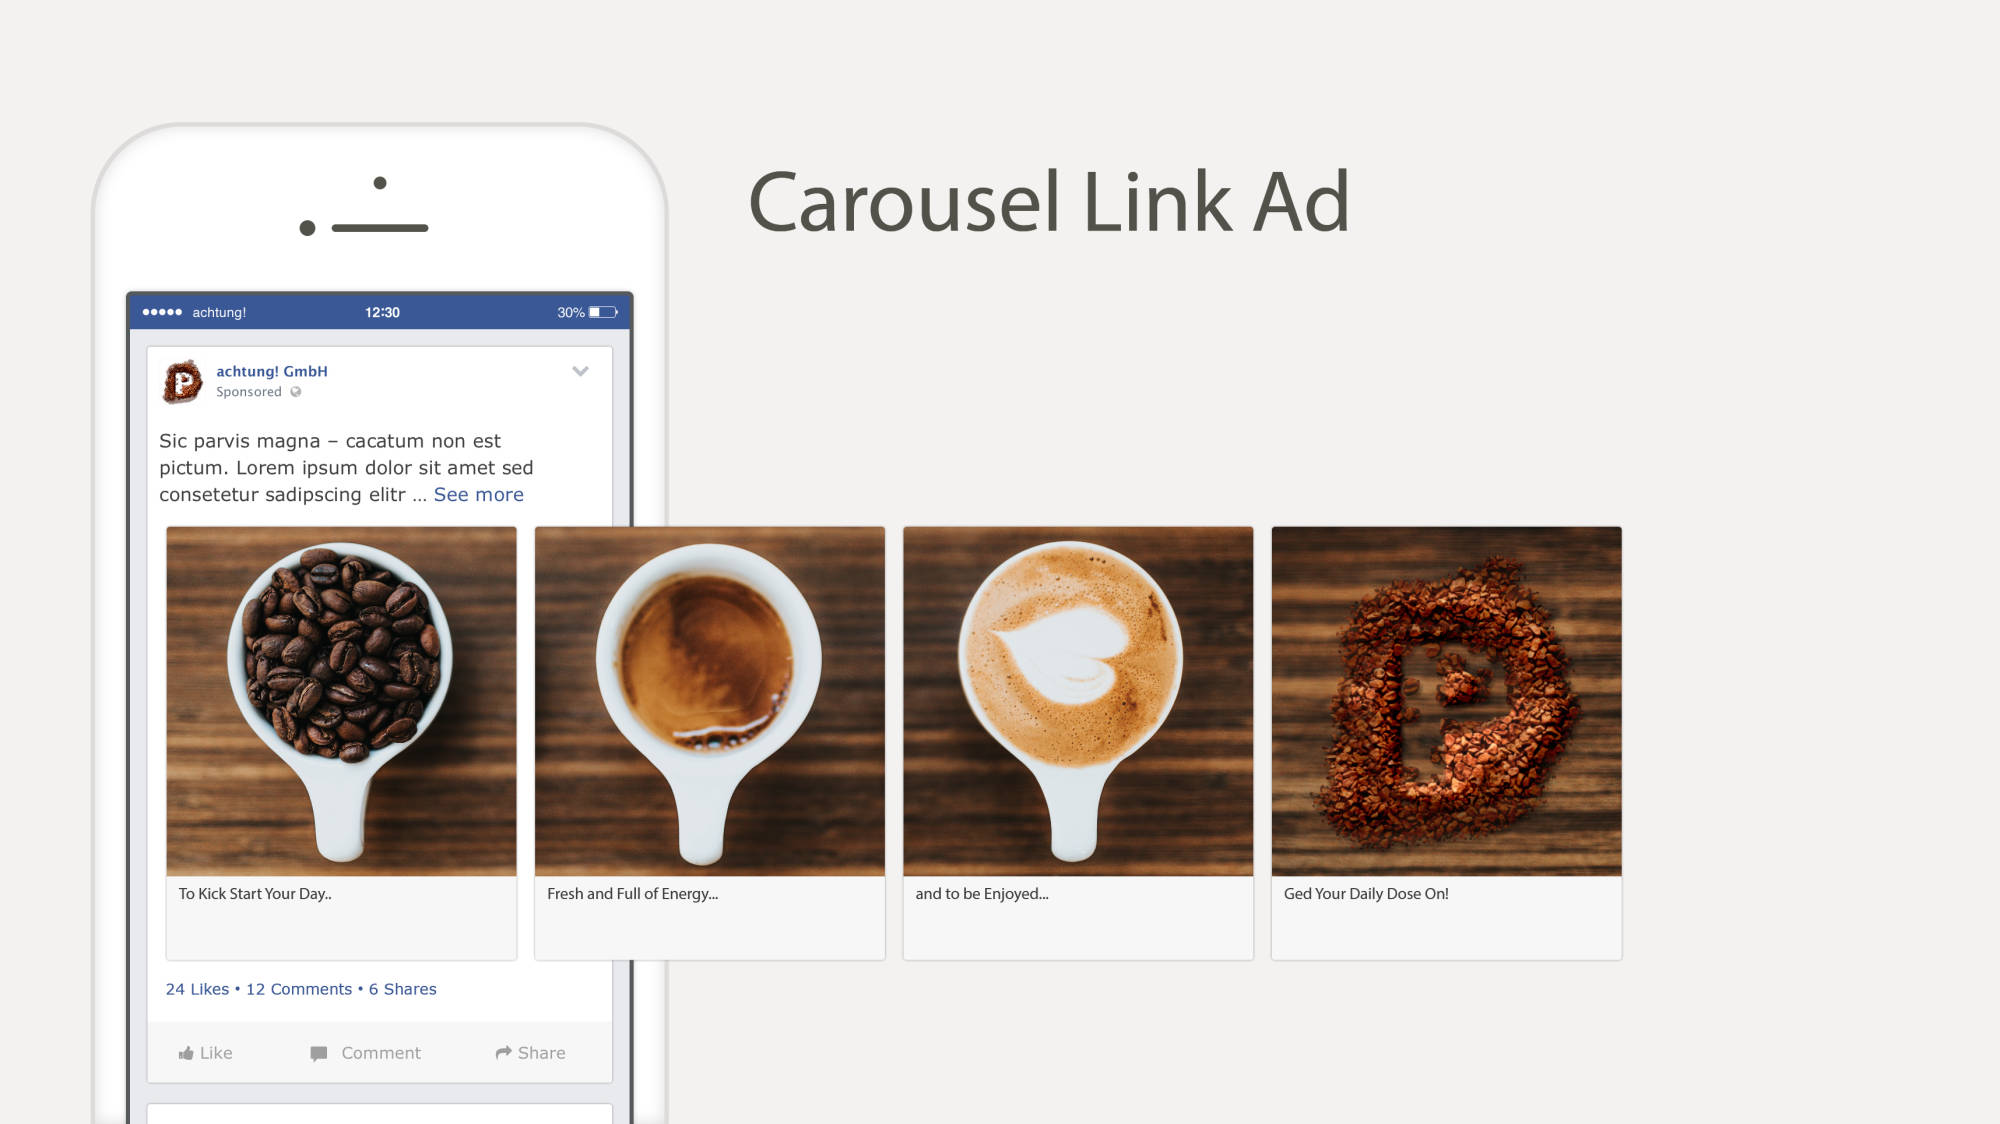 Carousel Link Ad
achtung! 12:30 30%
achtung! GmbH
Sponsored
Sic parvis magna – cacatum non est
pictum. Lorem ipsum dolor sit amet sed
consetetur sadipscing elitr ... See more
To Kick Start Your Day..
Fresh and Full of Energy...
and to be Enjoyed...
Ged Your Daily Dose On!
24 Likes • 12 Comments • 6 Shares
Like Comment Share